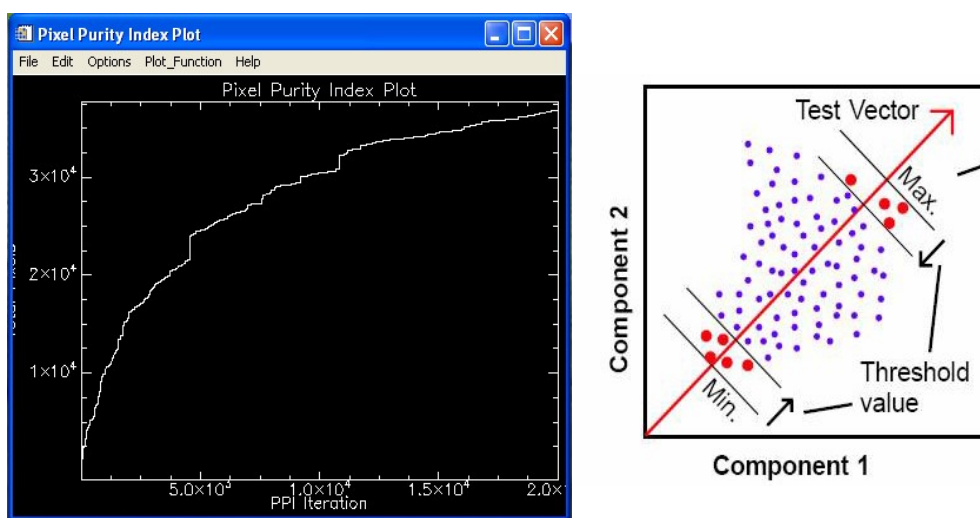 Pixel Purity Index Plot
File Edit Options Plot_Function Help
Pixel Purity Index Plot
3×10⁴
2×10⁴
1×10⁴
5.0×10³ 1.0×10⁴ 1.5×10⁴ 2.0×
PPI Iteration
Test Vector
Max.
Component 2
Min.
Threshold
value
Component 1